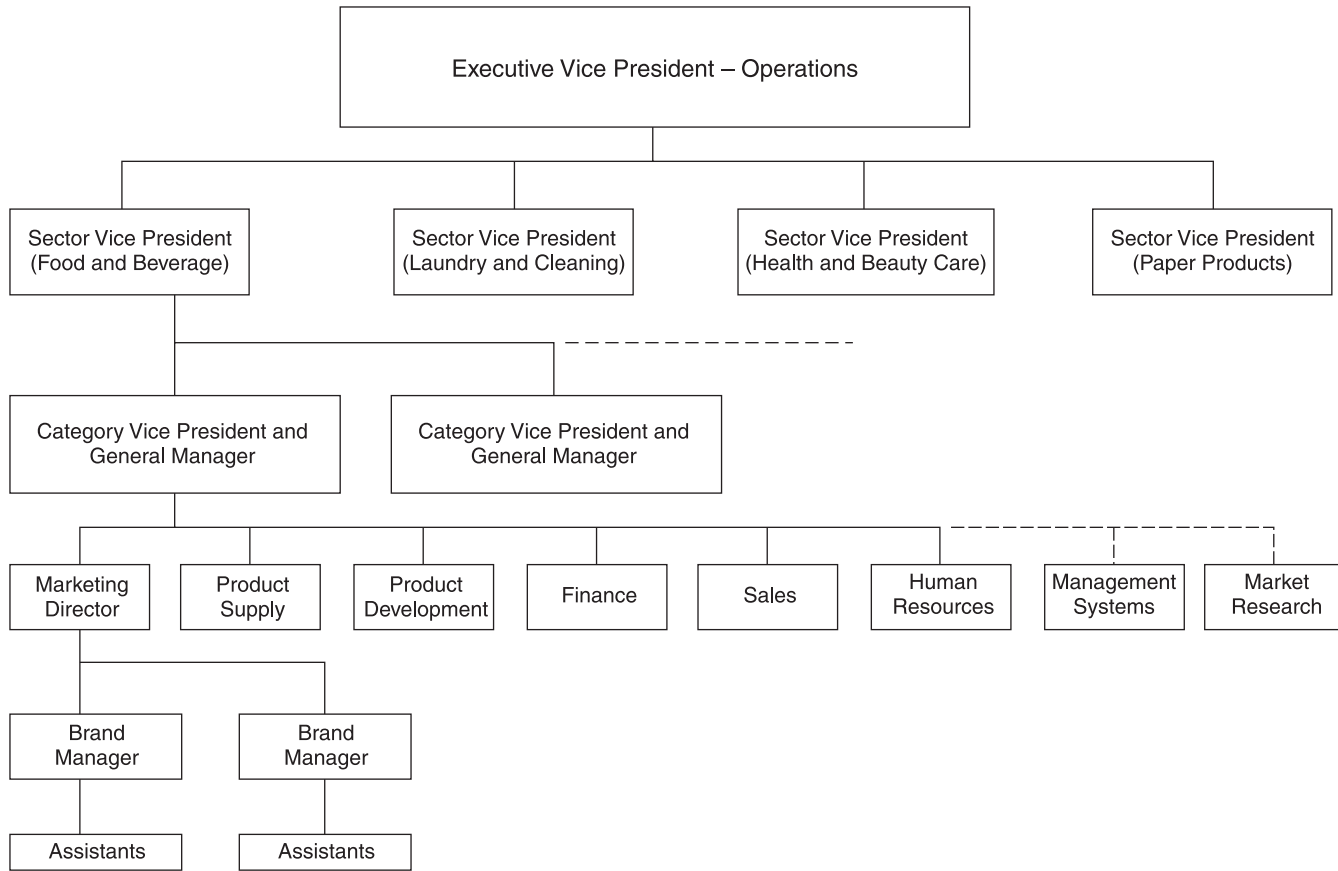 Executive Vice President – Operations
Sector Vice President
(Food and Beverage)
Sector Vice President
(Laundry and Cleaning)
Sector Vice President
(Health and Beauty Care)
Sector Vice President
(Paper Products)
Category Vice President and
General Manager
Category Vice President and
General Manager
Marketing
Director
Product
Supply
Product
Development
Finance
Sales
Human
Resources
Management
Systems
Market
Research
Brand
Manager
Brand
Manager
Assistants
Assistants